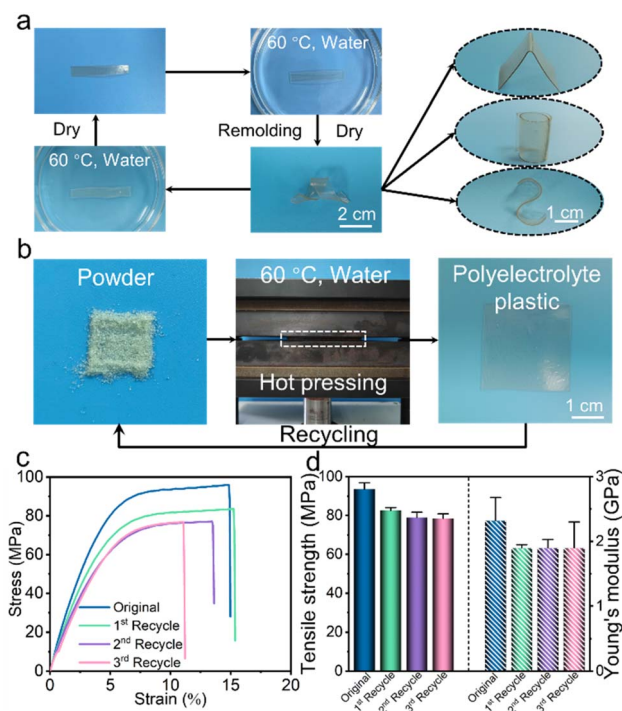 a
60 °C, Water
Dry
Remolding
Dry
60 °C, Water
2 cm
1 cm
b
Powder
60 °C, Water
Hot pressing
Polyelectrolyte
plastic
1 cm
Recycling
c
Stress (MPa)
100
80
60
40
20
0
Original
1st Recycle
2nd Recycle
3rd Recycle
0 5 10 15 20
Strain (%)
d
Tensile strength (MPa)
100
80
60
40
20
0
Original
1st Recycle
2nd Recycle
3rd Recycle
Original
1st Recycle
2nd Recycle
3rd Recycle
3
2
1
0
Young's modulus (GPa)